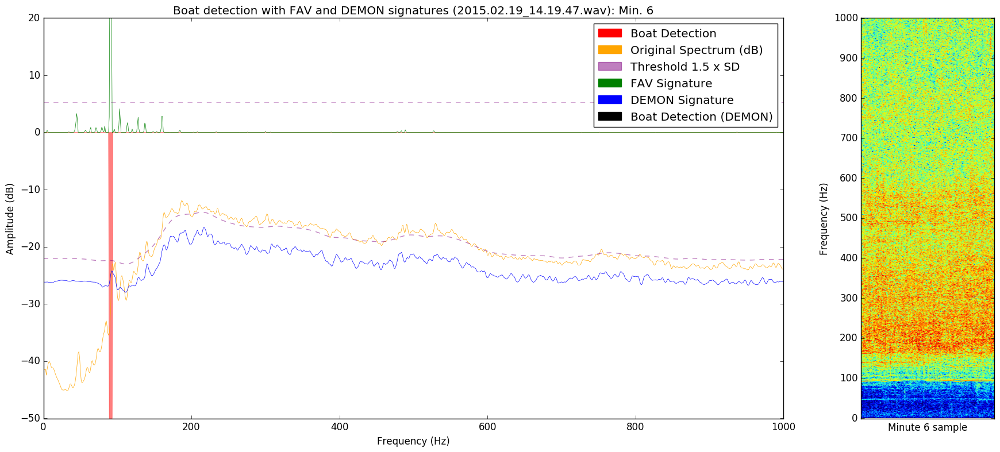 Boat detection with FAV and DEMON signatures (2015.02.19_14.19.47.wav): Min. 6
Boat Detection
Original Spectrum (dB)
Threshold 1.5 x SD
FAV Signature
DEMON Signature
Boat Detection (DEMON)
Amplitude (dB)
20
10
0
−10
−20
−30
−40
−50
0
200
400
600
800
1000
Frequency (Hz)
Frequency (Hz)
1000
900
800
700
600
500
400
300
200
100
0
Minute 6 sample